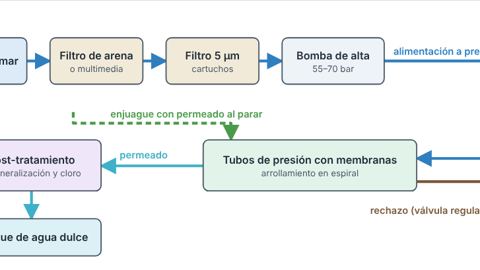 mar
Filtro de arena
o multimedia
Filtro 5 µm
cartuchos
Bomba de alta
55–70 bar
alimentación a pre
enjuague con permeado al parar
st-tratamiento
neralización y cloro
permeado
Tubos de presión con membranas
arrollamiento en espiral
rechazo (válvula regula
ue de agua dulce